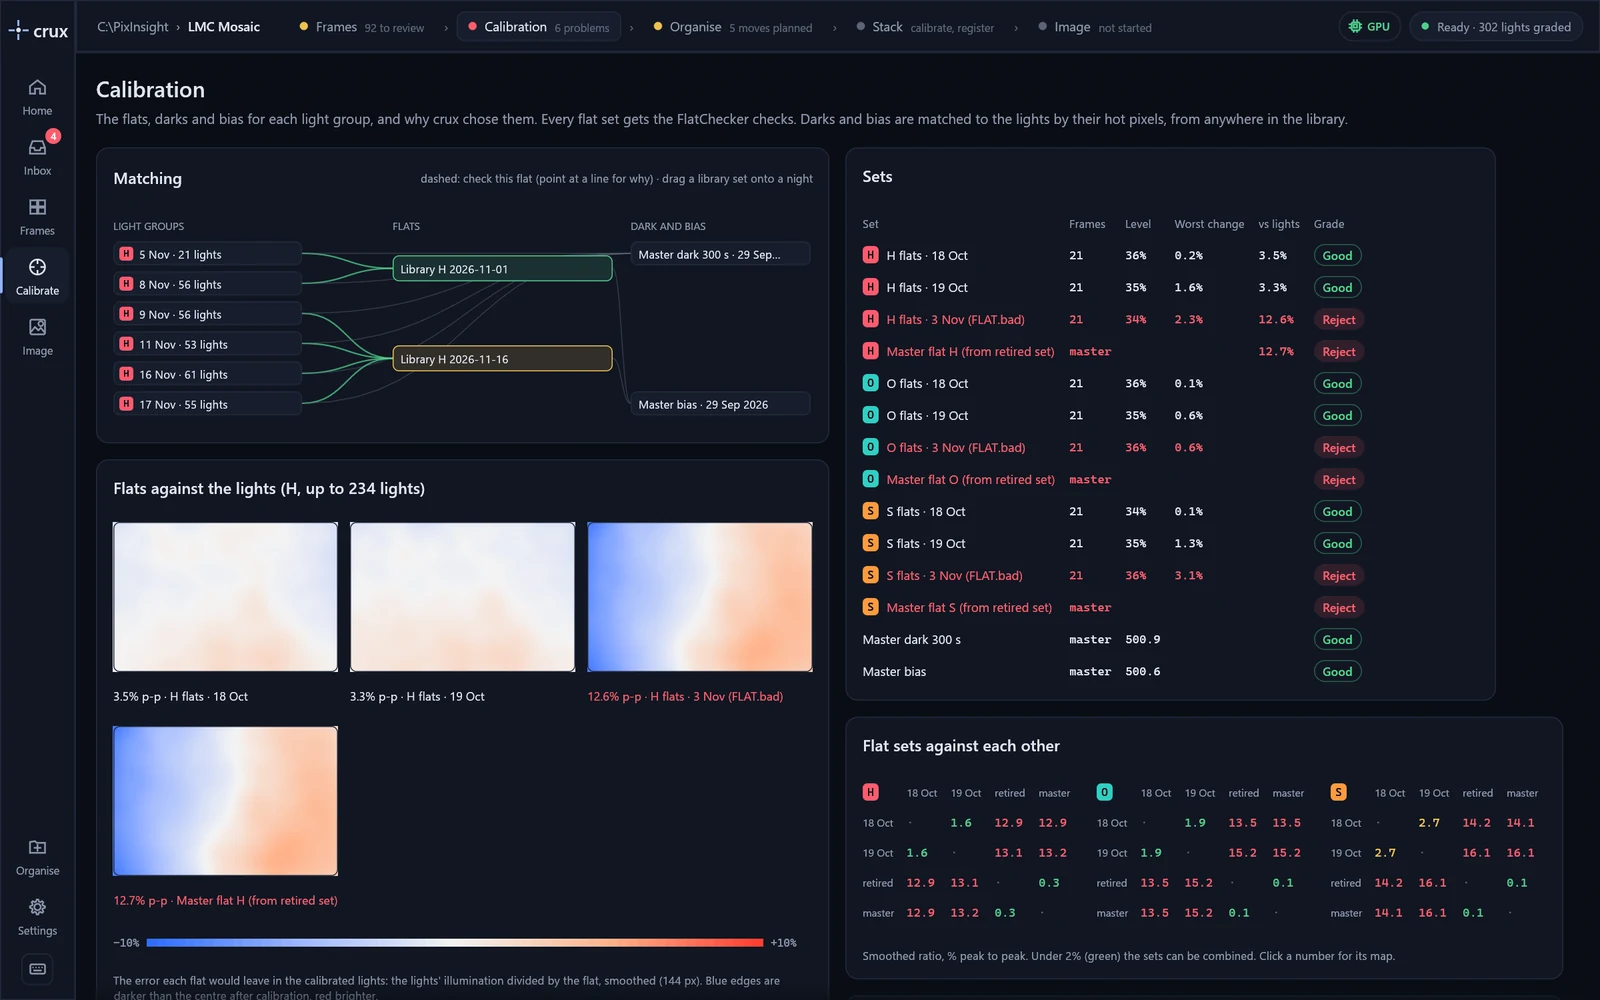 crux
C:\PixInsight › LMC Mosaic
Frames 92 to review ›
Calibration 6 problems ›
Organise 5 moves planned ›
Stack calibrate, register ›
Image not started
GPU
Ready · 302 lights graded
Home
4
Inbox
Frames
Calibrate
Image
Organise
Settings
Calibration
The flats, darks and bias for each light group, and why crux chose them. Every flat set gets the FlatChecker checks. Darks and bias are matched to the lights by their hot pixels, from anywhere in the library.
Matching
dashed: check this flat (point at a line for why) · drag a library set onto a night
LIGHT GROUPS FLATS DARK AND BIAS
H 5 Nov · 21 lights
H 8 Nov · 56 lights
H 9 Nov · 56 lights
H 11 Nov · 53 lights
H 16 Nov · 61 lights
H 17 Nov · 55 lights
Library H 2026-11-01
Library H 2026-11-16
Master dark 300 s · 29 Sep...
Master bias · 29 Sep 2026
Flats against the lights (H, up to 234 lights)
3.5% p-p · H flats · 18 Oct
3.3% p-p · H flats · 19 Oct
12.6% p-p · H flats · 3 Nov (FLAT.bad)
12.7% p-p · Master flat H (from retired set)
−10% +10%
The error each flat would leave in the calibrated lights: the lights' illumination divided by the flat, smoothed (144 px). Blue edges are
darker than the centre after calibration, red brighter.
Sets
Set Frames Level Worst change vs lights Grade
H H flats · 18 Oct 21 36% 0.2% 3.5% Good
H H flats · 19 Oct 21 35% 1.6% 3.3% Good
H H flats · 3 Nov (FLAT.bad) 21 34% 2.3% 12.6% Reject
H Master flat H (from retired set) master 12.7% Reject
O O flats · 18 Oct 21 36% 0.1% Good
O O flats · 19 Oct 21 35% 0.6% Good
O O flats · 3 Nov (FLAT.bad) 21 36% 0.6% Reject
O Master flat O (from retired set) master Reject
S S flats · 18 Oct 21 34% 0.1% Good
S S flats · 19 Oct 21 35% 1.3% Good
S S flats · 3 Nov (FLAT.bad) 21 36% 3.1% Reject
S Master flat S (from retired set) master Reject
Master dark 300 s master 500.9 Good
Master bias master 500.6 Good
Flat sets against each other
H 18 Oct 19 Oct retired master
18 Oct · 1.6 12.9 12.9
19 Oct 1.6 · 13.1 13.2
retired 12.9 13.1 · 0.3
master 12.9 13.2 0.3 ·
O 18 Oct 19 Oct retired master
18 Oct · 1.9 13.5 13.5
19 Oct 1.9 · 15.2 15.2
retired 13.5 15.2 · 0.1
master 13.5 15.2 0.1 ·
S 18 Oct 19 Oct retired master
18 Oct · 2.7 14.2 14.1
19 Oct 2.7 · 16.1 16.1
retired 14.2 16.1 · 0.1
master 14.1 16.1 0.1 ·
Smoothed ratio, % peak to peak. Under 2% (green) the sets can be combined. Click a number for its map.